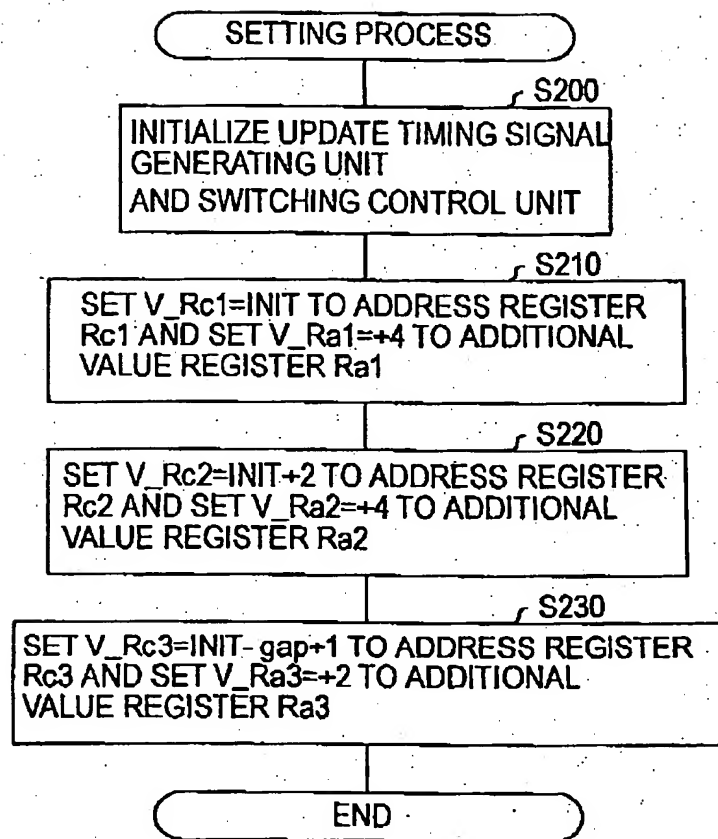 SETTING PROCESS
S200
INITIALIZE UPDATE TIMING SIGNAL
GENERATING UNIT
AND SWITCHING CONTROL UNIT
S210
SET V_Rc1=INIT TO ADDRESS REGISTER
Rc1 AND SET V_Ra1=+4 TO ADDITIONAL
VALUE REGISTER Ra1
S220
SET V_Rc2=INIT+2 TO ADDRESS REGISTER
Rc2 AND SET V_Ra2=+4 TO ADDITIONAL
VALUE REGISTER Ra2
S230
SET V_Rc3=INIT-gap+1 TO ADDRESS REGISTER
Rc3 AND SET V_Ra3=+2 TO ADDITIONAL
VALUE REGISTER Ra3
END